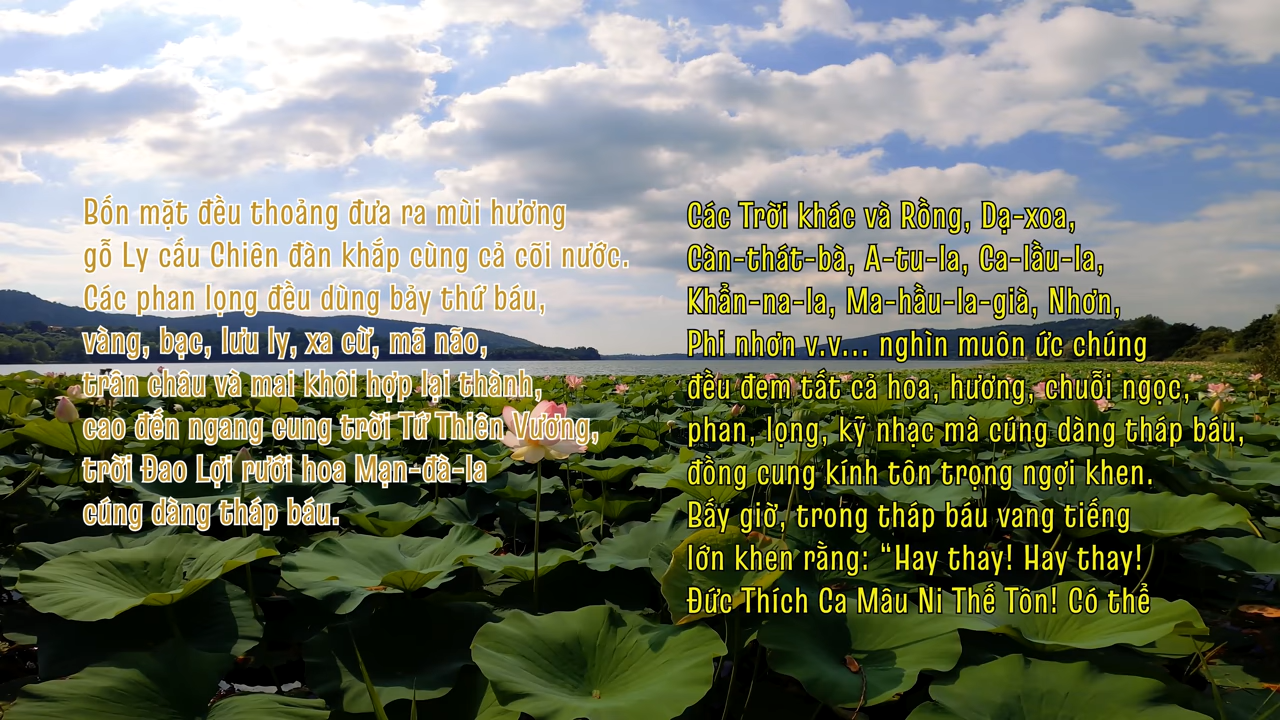 Bốn mặt đều thoảng đưa ra mùi hương
gỗ Ly cấu Chiên đàn khắp cùng cả cõi nước.
Các phan lọng đều dùng bảy thứ báu,
vàng, bạc, lưu ly, xa cừ, mã não,
trân châu và mai khôi hợp lại thành,
cao đến ngang cung trời Tứ Thiên Vương,
trời Đao Lợi rưới hoa Mạn-đà-la
cúng dàng tháp báu.
Các Trời khác và Rồng, Dạ-xoa,
Càn-thát-bà, A-tu-la, Ca-lầu-la,
Khẩn-na-la, Ma-hầu-la-già, Nhơn,
Phi nhơn v.v... nghìn muôn ức chúng
đều đem tất cả hoa, hương, chuỗi ngọc,
phan, lọng, kỹ nhạc mà cúng dàng tháp báu,
đồng cung kính tôn trọng ngợi khen.
Bấy giờ, trong tháp báu vang tiếng
lớn khen rằng: “Hay thay! Hay thay!
Đức Thích Ca Mâu Ni Thế Tôn! Có thể